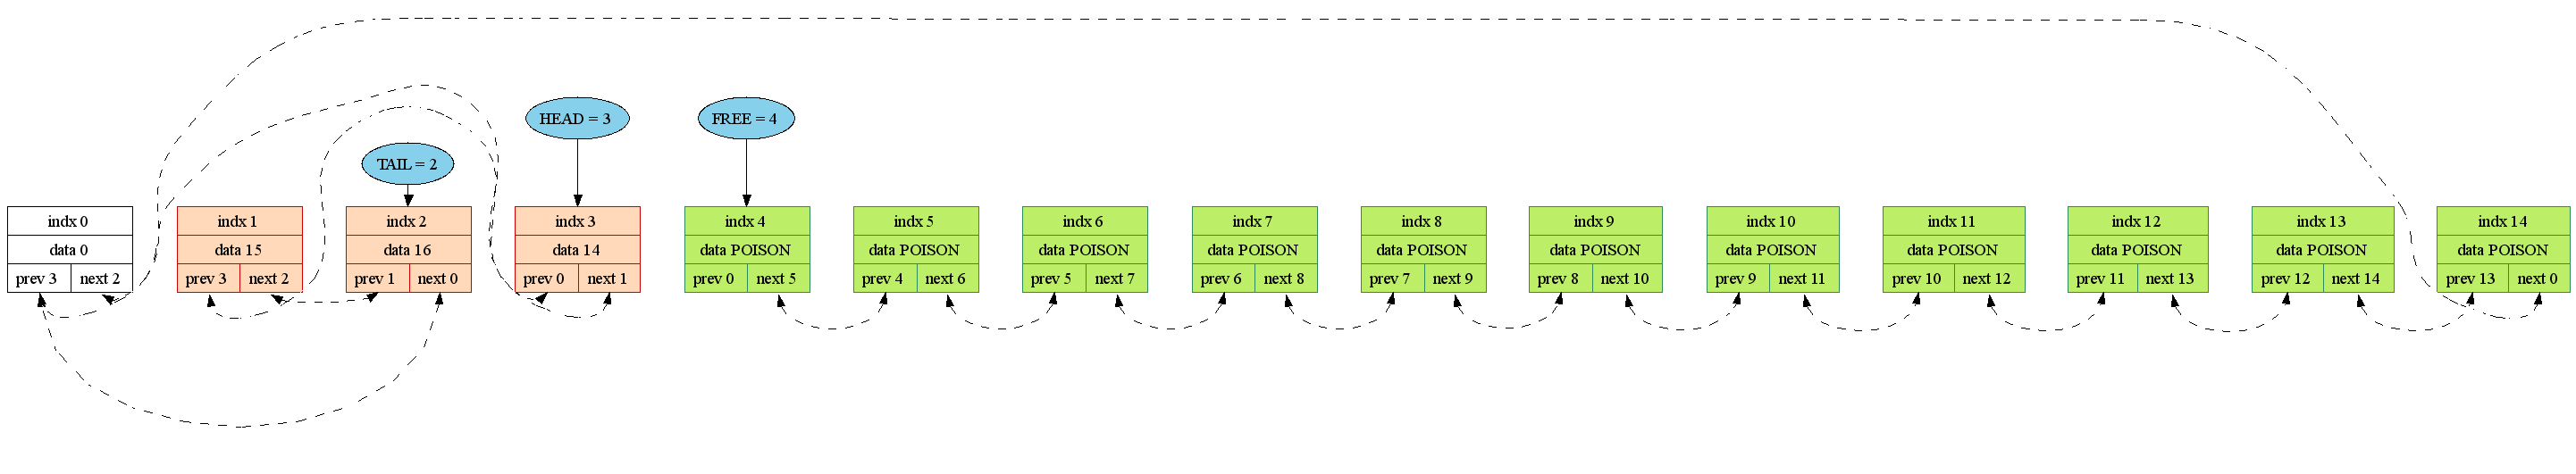 HEAD = 3
FREE = 4
TAIL = 2
indx 0
data 0
prev 3 next 2
indx 1
data 15
prev 3 next 2
indx 2
data 16
prev 1 next 0
indx 3
data 14
prev 0 next 1
indx 4
data POISON
prev 0 next 5
indx 5
data POISON
prev 4 next 6
indx 6
data POISON
prev 5 next 7
indx 7
data POISON
prev 6 next 8
indx 8
data POISON
prev 7 next 9
indx 9
data POISON
prev 8 next 10
indx 10
data POISON
prev 9 next 11
indx 11
data POISON
prev 10 next 12
indx 12
data POISON
prev 11 next 13
indx 13
data POISON
prev 12 next 14
indx 14
data POISON
prev 13 next 0